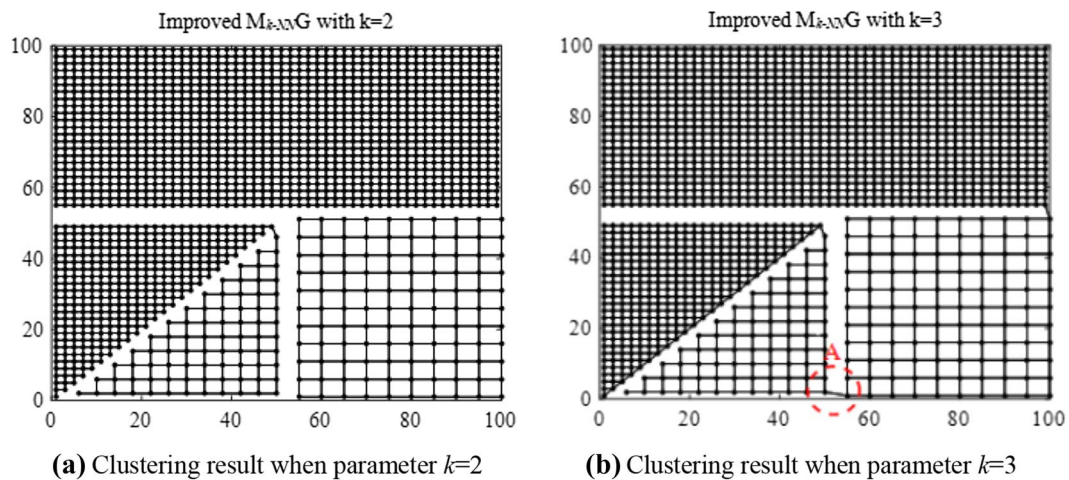 Improved Mk-NNG with k=2
100
80
60
40
20
0
0 20 40 60 80 100
(a) Clustering result when parameter k=2
Improved Mk-NNG with k=3
100
80
60
40
20
0
A
0 20 40 60 80 100
(b) Clustering result when parameter k=3